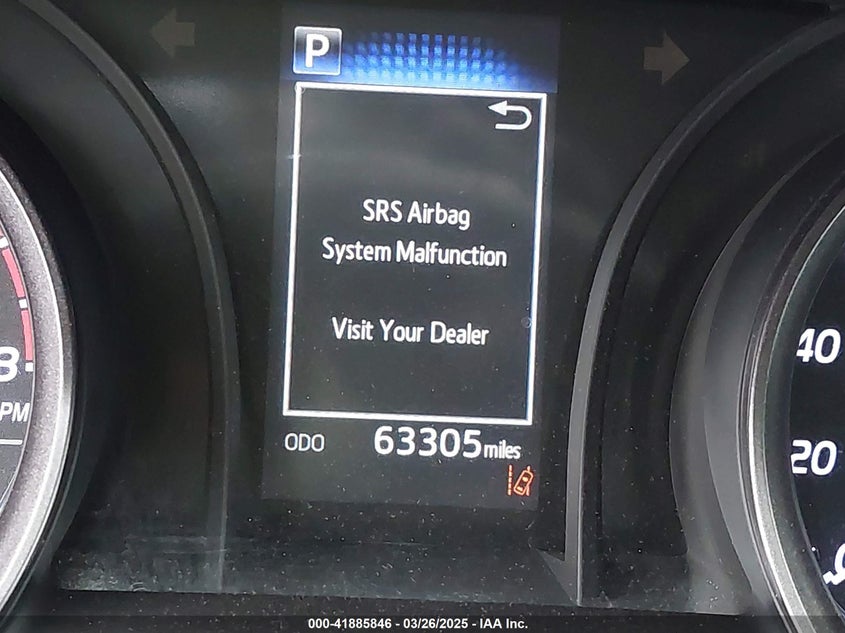 P
SRS Airbag
System Malfunction
Visit Your Dealer
ODO 63305 miles
8
PM
40
20
000-41885846 - 03/26/2025 - IAA Inc.